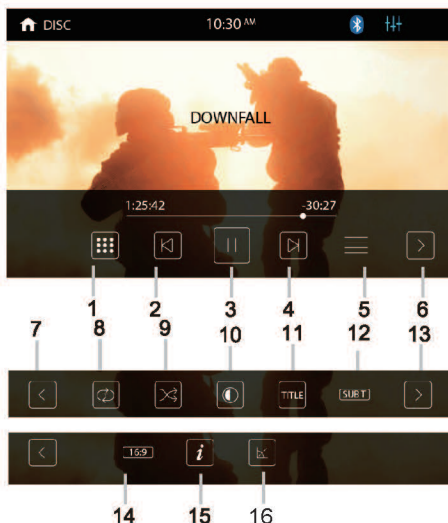 DISC 10:30 AM
DOWNFALL
1:25:42 -30:27
1 2 3 4 5 6
7 8 9 10 11 12 13
TITLE SUBT
16:9 i
14 15 16